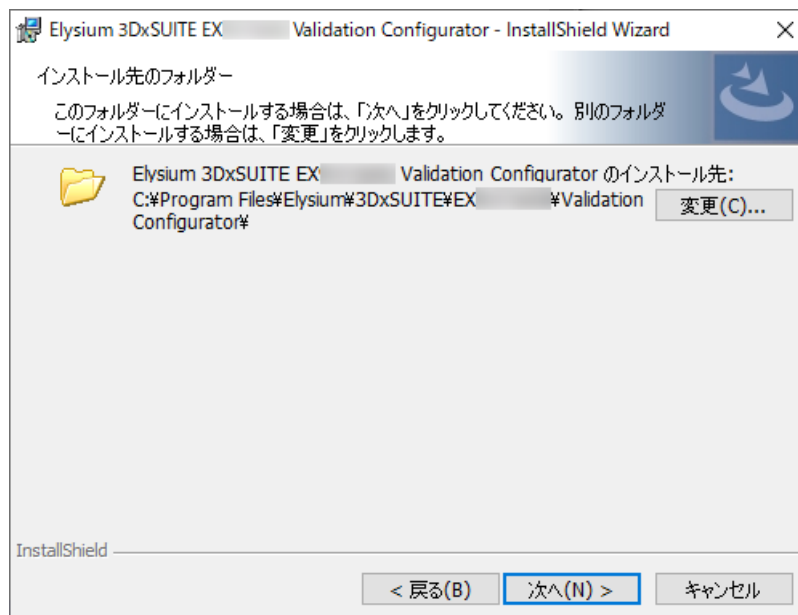 Elysium 3DxSUITE EX Validation Configurator - InstallShield Wizard
インストール先のフォルダー
このフォルダーにインストールする場合は、「次へ」をクリックしてください。別のフォルダ
ーにインストールする場合は、「変更」をクリックします。
Elysium 3DxSUITE EX Validation Configurator のインストール先:
C:¥Program Files¥Elysium¥3DxSUITE¥EX ¥Validation
Configurator¥
変更(C)...
InstallShield
< 戻る(B)
次へ(N) >
キャンセル